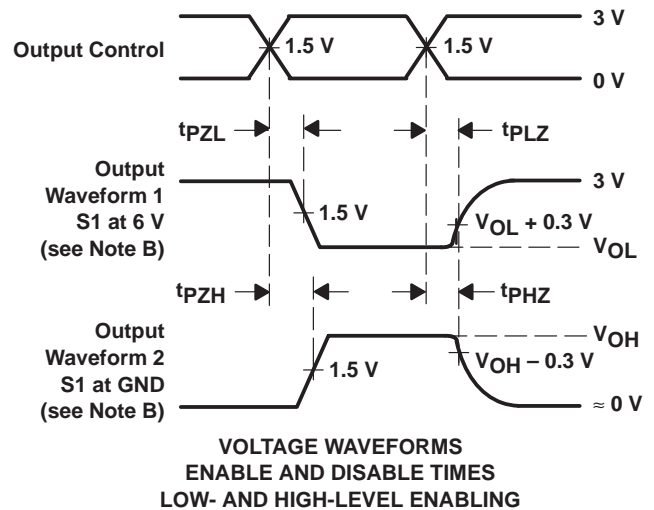 3 V
Output Control
1.5 V
1.5 V
0 V
tPZL
tPLZ
Output
Waveform 1
S1 at 6 V
(see Note B)
3 V
1.5 V
VOL + 0.3 V
VOL
tPZH
tPHZ
Output
Waveform 2
S1 at GND
(see Note B)
VOH
1.5 V
VOH – 0.3 V
≈ 0 V
VOLTAGE WAVEFORMS
ENABLE AND DISABLE TIMES
LOW- AND HIGH-LEVEL ENABLING